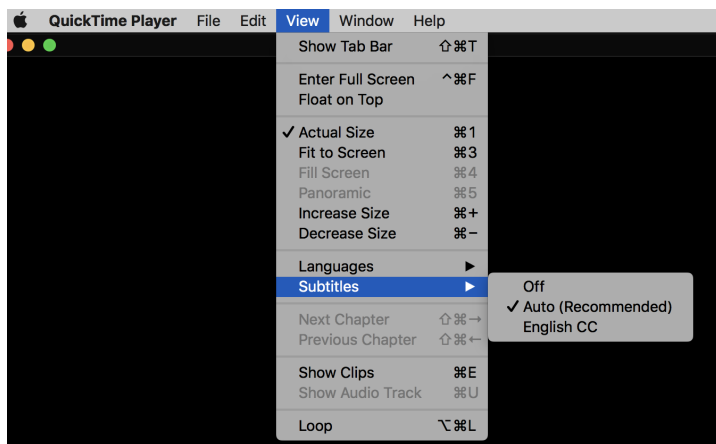 QuickTime Player File Edit View Window Help
Show Tab Bar ⇧⌘T
Enter Full Screen ^⌘F
Float on Top
✓ Actual Size ⌘1
Fit to Screen ⌘3
Fill Screen ⌘4
Panoramic ⌘5
Increase Size ⌘+
Decrease Size ⌘−
Languages ▶
Subtitles ▶
Off
✓ Auto (Recommended)
English CC
Next Chapter ⇧⌘→
Previous Chapter ⇧⌘←
Show Clips ⌘E
Show Audio Track ⌘U
Loop ⌥⌘L